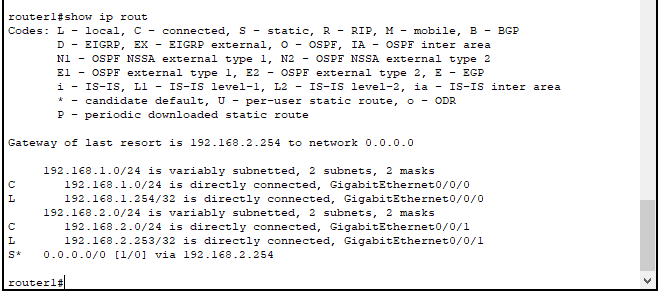 router1#show ip rout
Codes: L - local, C - connected, S - static, R - RIP, M - mobile, B - BGP
D - EIGRP, EX - EIGRP external, O - OSPF, IA - OSPF inter area
N1 - OSPF NSSA external type 1, N2 - OSPF NSSA external type 2
E1 - OSPF external type 1, E2 - OSPF external type 2, E - EGP
i - IS-IS, L1 - IS-IS level-1, L2 - IS-IS level-2, ia - IS-IS inter area
* - candidate default, U - per-user static route, o - ODR
P - periodic downloaded static route
Gateway of last resort is 192.168.2.254 to network 0.0.0.0
192.168.1.0/24 is variably subnetted, 2 subnets, 2 masks
C 192.168.1.0/24 is directly connected, GigabitEthernet0/0/0
L 192.168.1.254/32 is directly connected, GigabitEthernet0/0/0
192.168.2.0/24 is variably subnetted, 2 subnets, 2 masks
C 192.168.2.0/24 is directly connected, GigabitEthernet0/0/1
L 192.168.2.253/32 is directly connected, GigabitEthernet0/0/1
S* 0.0.0.0/0 [1/0] via 192.168.2.254
router1#